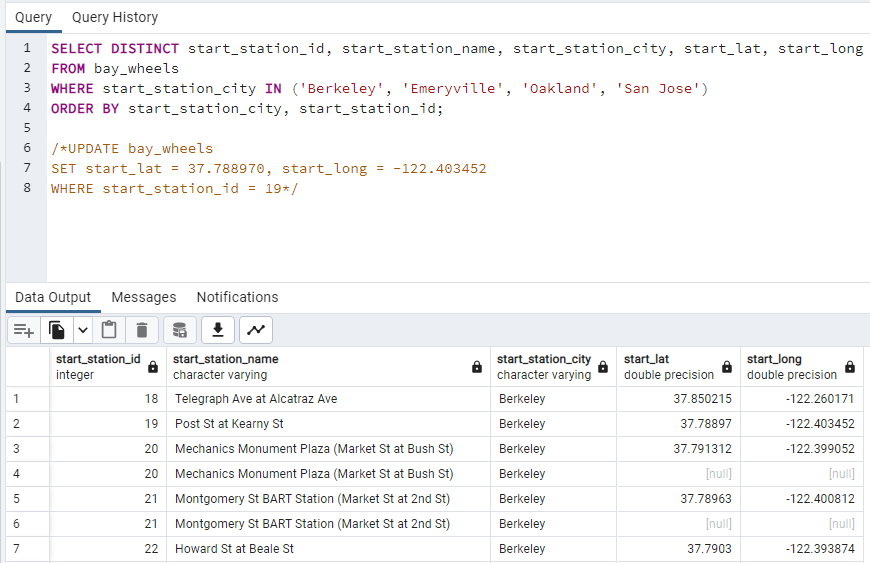 Query Query History
1 SELECT DISTINCT start_station_id, start_station_name, start_station_city, start_lat, start_long
2 FROM bay_wheels
3 WHERE start_station_city IN ('Berkeley', 'Emeryville', 'Oakland', 'San Jose')
4 ORDER BY start_station_city, start_station_id;
5
6 /*UPDATE bay_wheels
7 SET start_lat = 37.788970, start_long = -122.403452
8 WHERE start_station_id = 19*/
Data Output Messages Notifications
start_station_id start_station_name start_station_city start_lat start_long
integer character varying character varying double precision double precision
1 18 Telegraph Ave at Alcatraz Ave Berkeley 37.850215 -122.260171
2 19 Post St at Kearny St Berkeley 37.78897 -122.403452
3 20 Mechanics Monument Plaza (Market St at Bush St) Berkeley 37.791312 -122.399052
4 20 Mechanics Monument Plaza (Market St at Bush St) Berkeley [null] [null]
5 21 Montgomery St BART Station (Market St at 2nd St) Berkeley 37.78963 -122.400812
6 21 Montgomery St BART Station (Market St at 2nd St) Berkeley [null] [null]
7 22 Howard St at Beale St Berkeley 37.7903 -122.393874